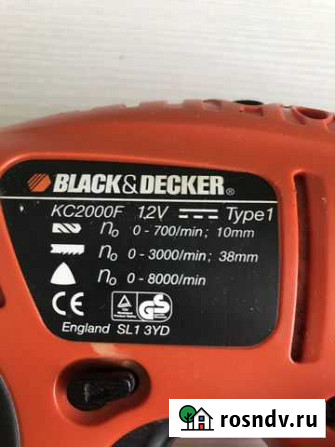 BLACK&DECKER®
KC2000F 12V Type1
n₀ 0-700/min; 10mm
n₀ 0-3000/min; 38mm
n₀ 0-8000/min
CE GS
England SL1 3YD
rosndv.ru